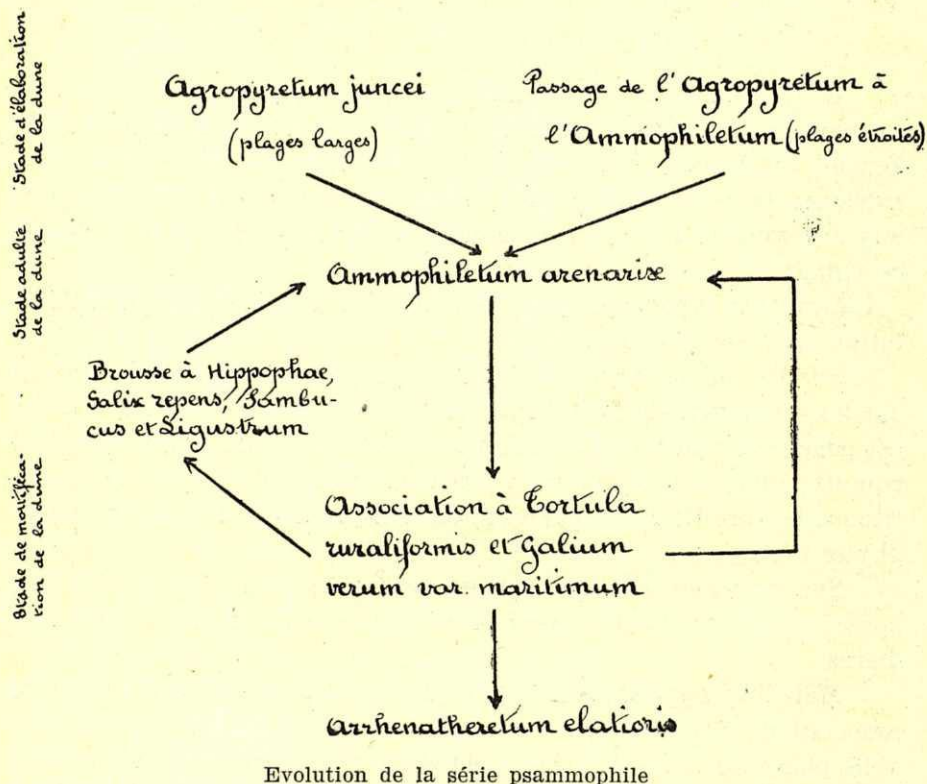 Stade d'élaboration
de la dune
Agropyretum juncei
(plages larges)
Passage de l'Agropyretum à
l'Ammophiletum (plages étroites)
Stade adulte
de la dune
Ammophiletum arenariæ
Brousse à Hippophae,
Salix repens, Sambu-
cus et Ligustrum
Stade de mortifica-
tion de la dune
Association à Tortula
ruraliformis et Galium
verum var. maritimum
Arrhenatheretum elatioris
Evolution de la série psammophile